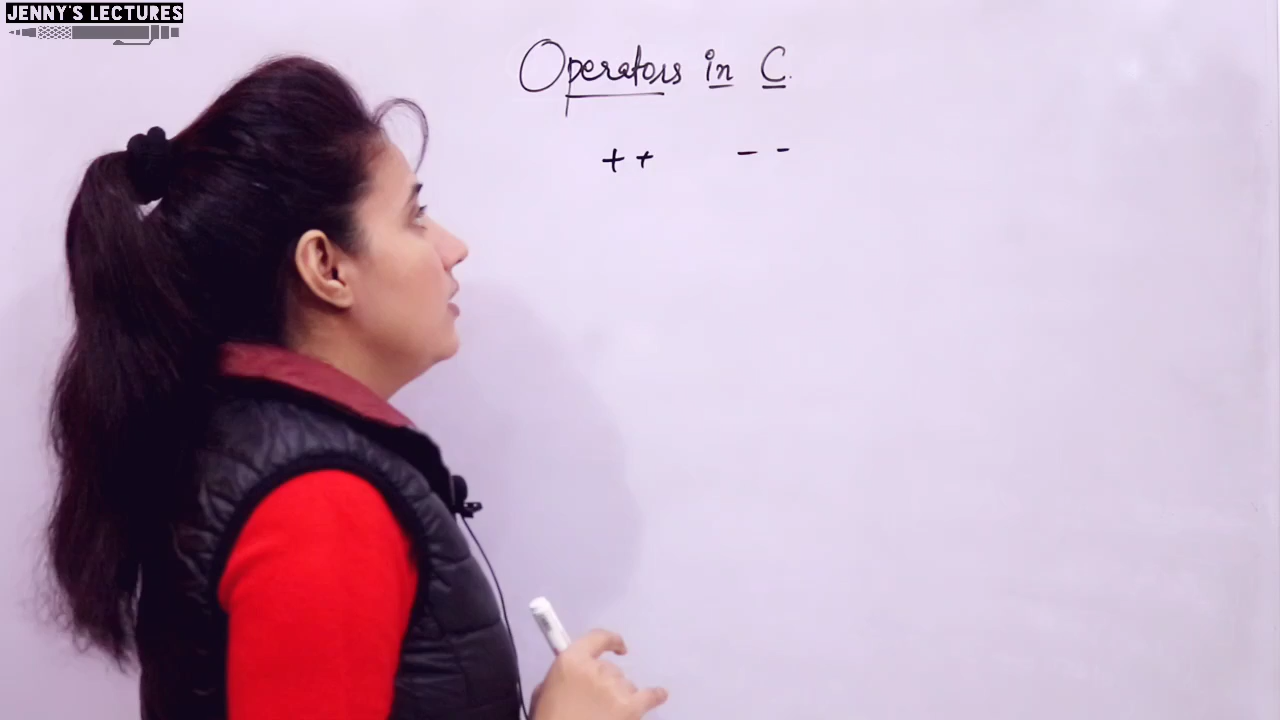 JENNY'S LECTURES
Operators in C.
++ --